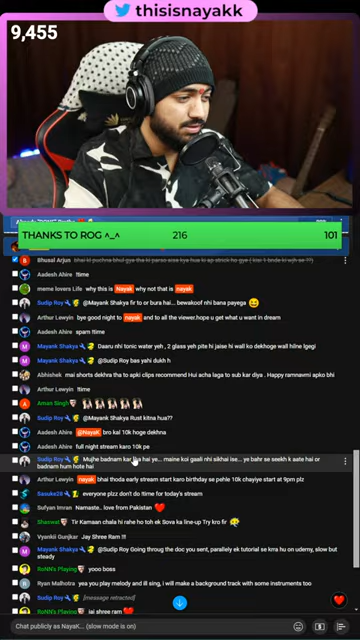 thisisnayakk
9,455
THANKS TO ROG ^_^ 216 101
Bhusal Arjun
Aadesh Ahire !time
meme lovers Life why this is Nayak why not that is nayak
Sudip Roy @Mayank Shakya fir to ur bura hai... bewakoof nhi bana payega
Arthur Lewyin bye good night to nayak and to all the viewer.hope u get what u want in dream
Aadesh Ahire spam !time
Mayank Shakya Daaru nhi tonic water yeh , 2 glass yeh pite hi jaise hi wall ko dekhoge wall hilne lgegi
Mayank Shakya @Sudip Roy bas yahi dukh h
Abhishek mai shorts dekhra tha to apki clips recommend Hui acha laga to sub kar diya . Happy ramnavmi apko bhi
Arthur Lewyin !time
Aman Singh
Sudip Roy @Mayank Shakya Rust kitna hua??
Aadesh Ahire @Nayak bro kal 10k hoge dekhna
Aadesh Ahire full night stream karo 10k pe
Sudip Roy Mujhe badnam kar lka hai ye... maine koi gaali nhi sikhai ise... ye bahr se seekh k aate hai or
badnam hum hote hai
Arthur Lewyin nayak bhai thoda early stream start karo birthday se pehle 10k chayiye start at 9pm plz
Sasuke28 everyone plzz don't do !time for today's stream
Sufyan Imran Namaste.. love from Pakistan
Shaswat Tir Kamaan chala rhi rahe ho toh ek Sova ka line-up Try kro fir
Vyankii Gunjkar Jay Shree Ram !!!
Mayank Shakya @Sudip Roy Going throug the doc you sent, parallely ek tutorial se krra hu on udemy, slow but
steady
RoNN's Playing yooo boss
Ryan Malhotra yea you play melody and ill sing, i will make a background track with some instruments too
Sudip Roy [message retracted]
RoNN's Playing jai shree ram
Chat publicly as NayaK... (slow mode is on)